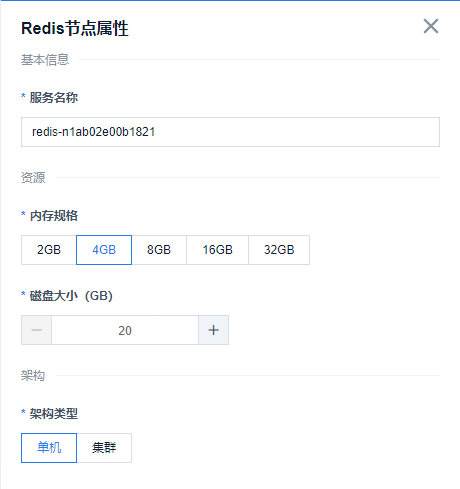 Redis节点属性
基本信息
* 服务名称
redis-n1ab02e00b1821
资源
* 内存规格
2GB 4GB 8GB 16GB 32GB
* 磁盘大小（GB）
20
架构
* 架构类型
单机 集群